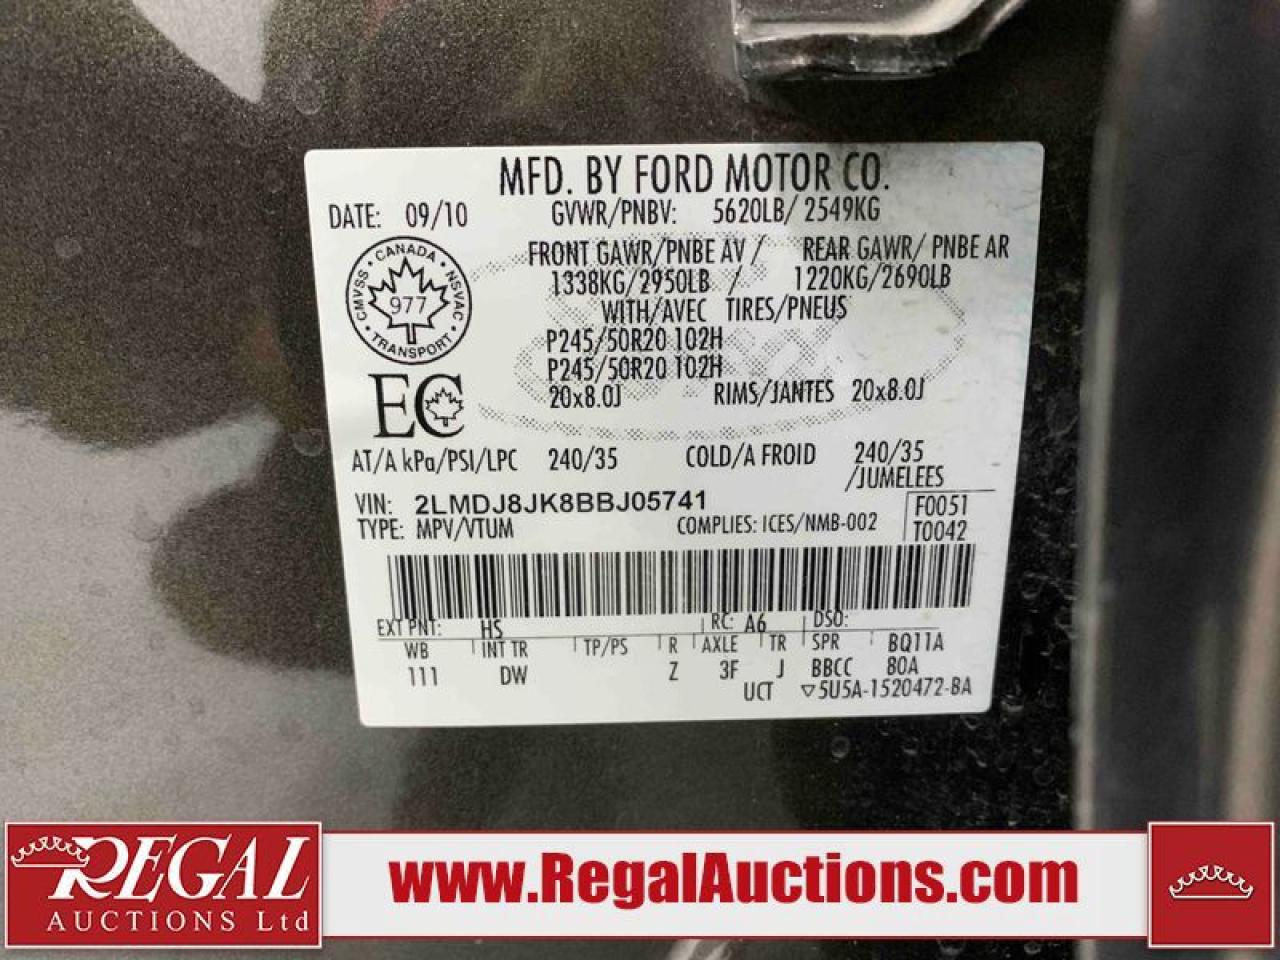 MFD. BY FORD MOTOR CO.
DATE: 09/10 GVWR/PNBV: 5620LB/ 2549KG
FRONT GAWR/PNBE AV / REAR GAWR/ PNBE AR
1338KG/2950LB / 1220KG/2690LB
WITH/AVEC TIRES/PNEUS
CANADA · NSVAC · TRANSPORT · CMVSS ·
977
P245/50R20 102H
P245/50R20 102H
20x8.0J RIMS/JANTES 20x8.0J
EC
AT/A kPa/PSI/LPC 240/35 COLD/A FROID 240/35
/JUMELEES
VIN: 2LMDJ8JK8BBJ05741 F0051
TYPE: MPV/VTUM COMPLIES: ICES/NMB-002 T0042
EXT PNT: HS RC: A6 DSO:
WB INT TR TP/PS R AXLE TR SPR BQ11A
111 DW Z 3F J BBCC 80A
UCT ▽5U5A-1520472-BA
REGAL
AUCTIONS Ltd
www.RegalAuctions.com